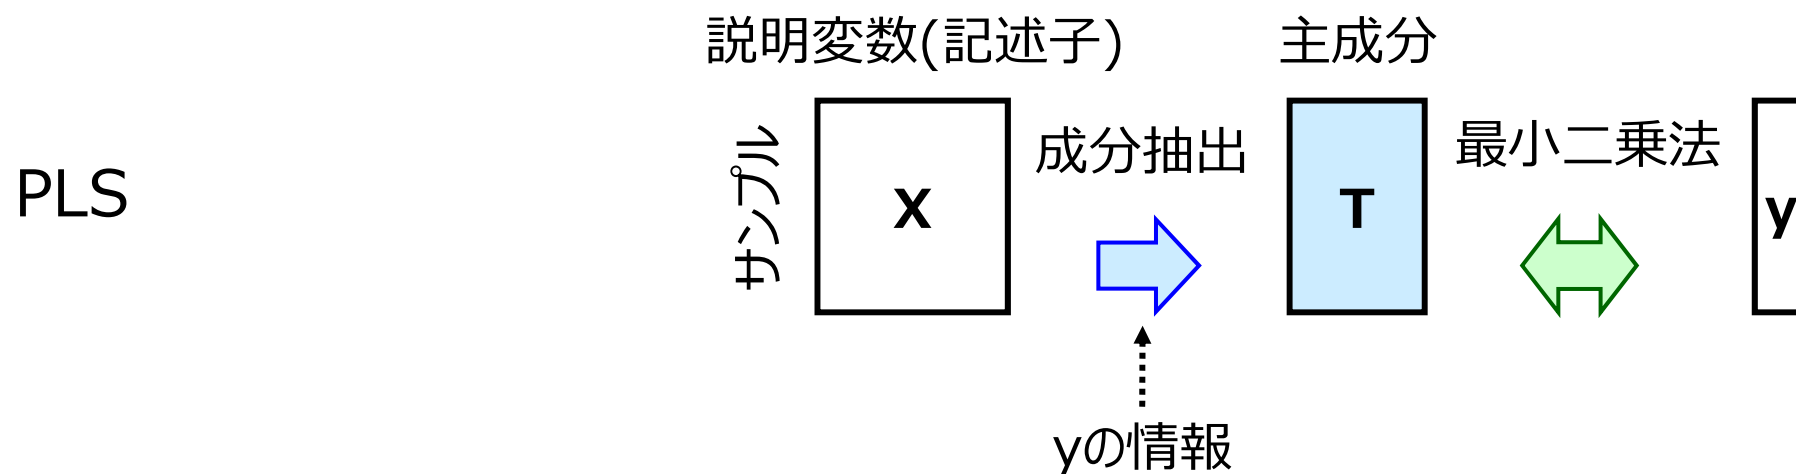 説明変数(記述子)
主成分
PLS
サンプル
X
成分抽出
T
最小二乗法
y
yの情報